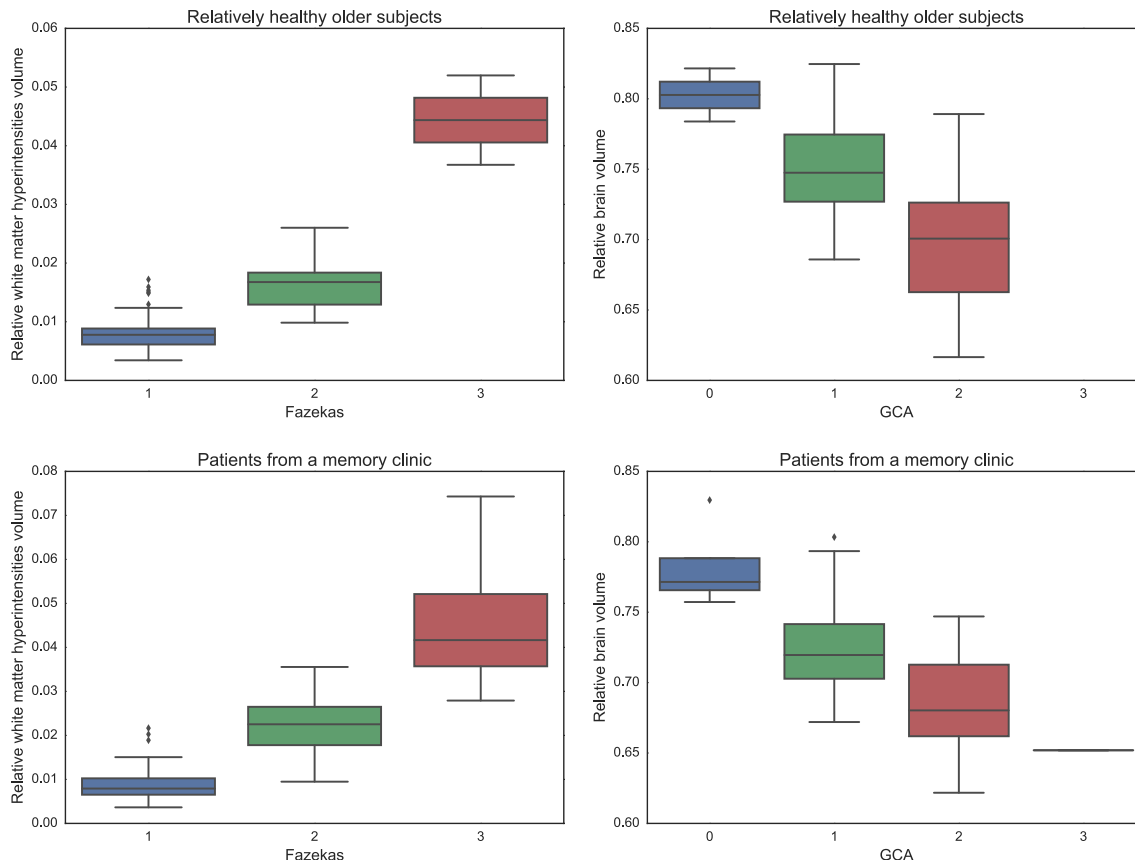 Relatively healthy older subjects
Relative white matter hyperintensities volume
0.06
0.05
0.04
0.03
0.02
0.01
0.00
1 2 3
Fazekas
Relatively healthy older subjects
Relative brain volume
0.85
0.80
0.75
0.70
0.65
0.60
0 1 2 3
GCA
Patients from a memory clinic
Relative white matter hyperintensities volume
0.08
0.07
0.06
0.05
0.04
0.03
0.02
0.01
0.00
1 2 3
Fazekas
Patients from a memory clinic
Relative brain volume
0.85
0.80
0.75
0.70
0.65
0.60
0 1 2 3
GCA